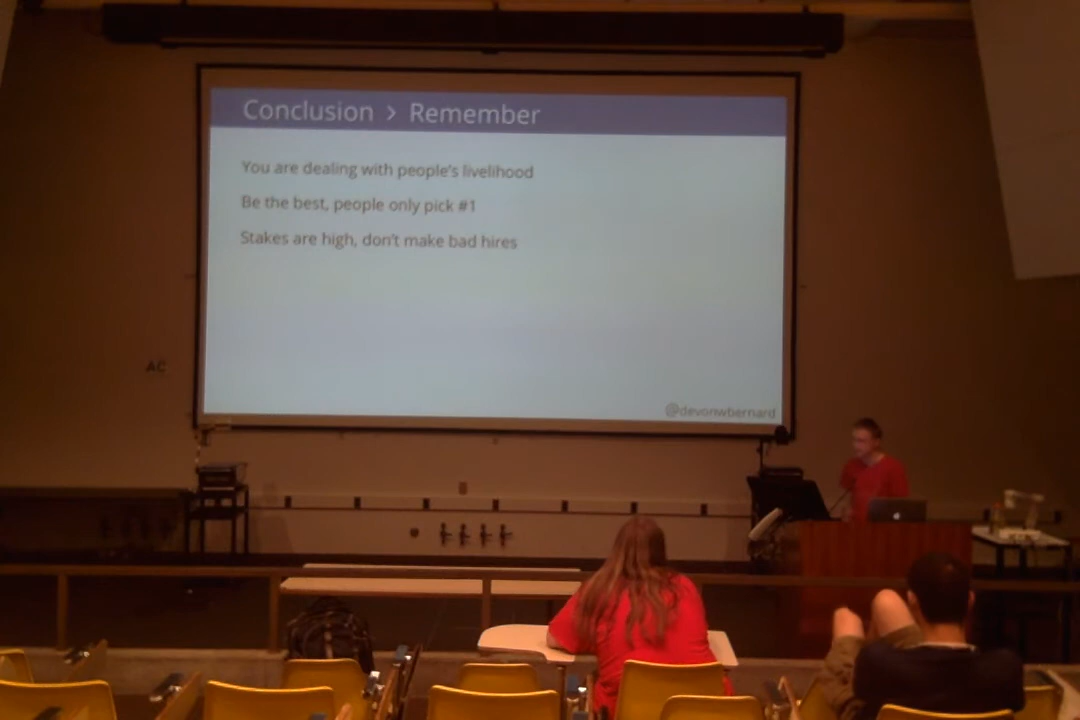 Conclusion > Remember
You are dealing with people's livelihood
Be the best, people only pick #1
Stakes are high, don't make bad hires
@devonwbernard
AC